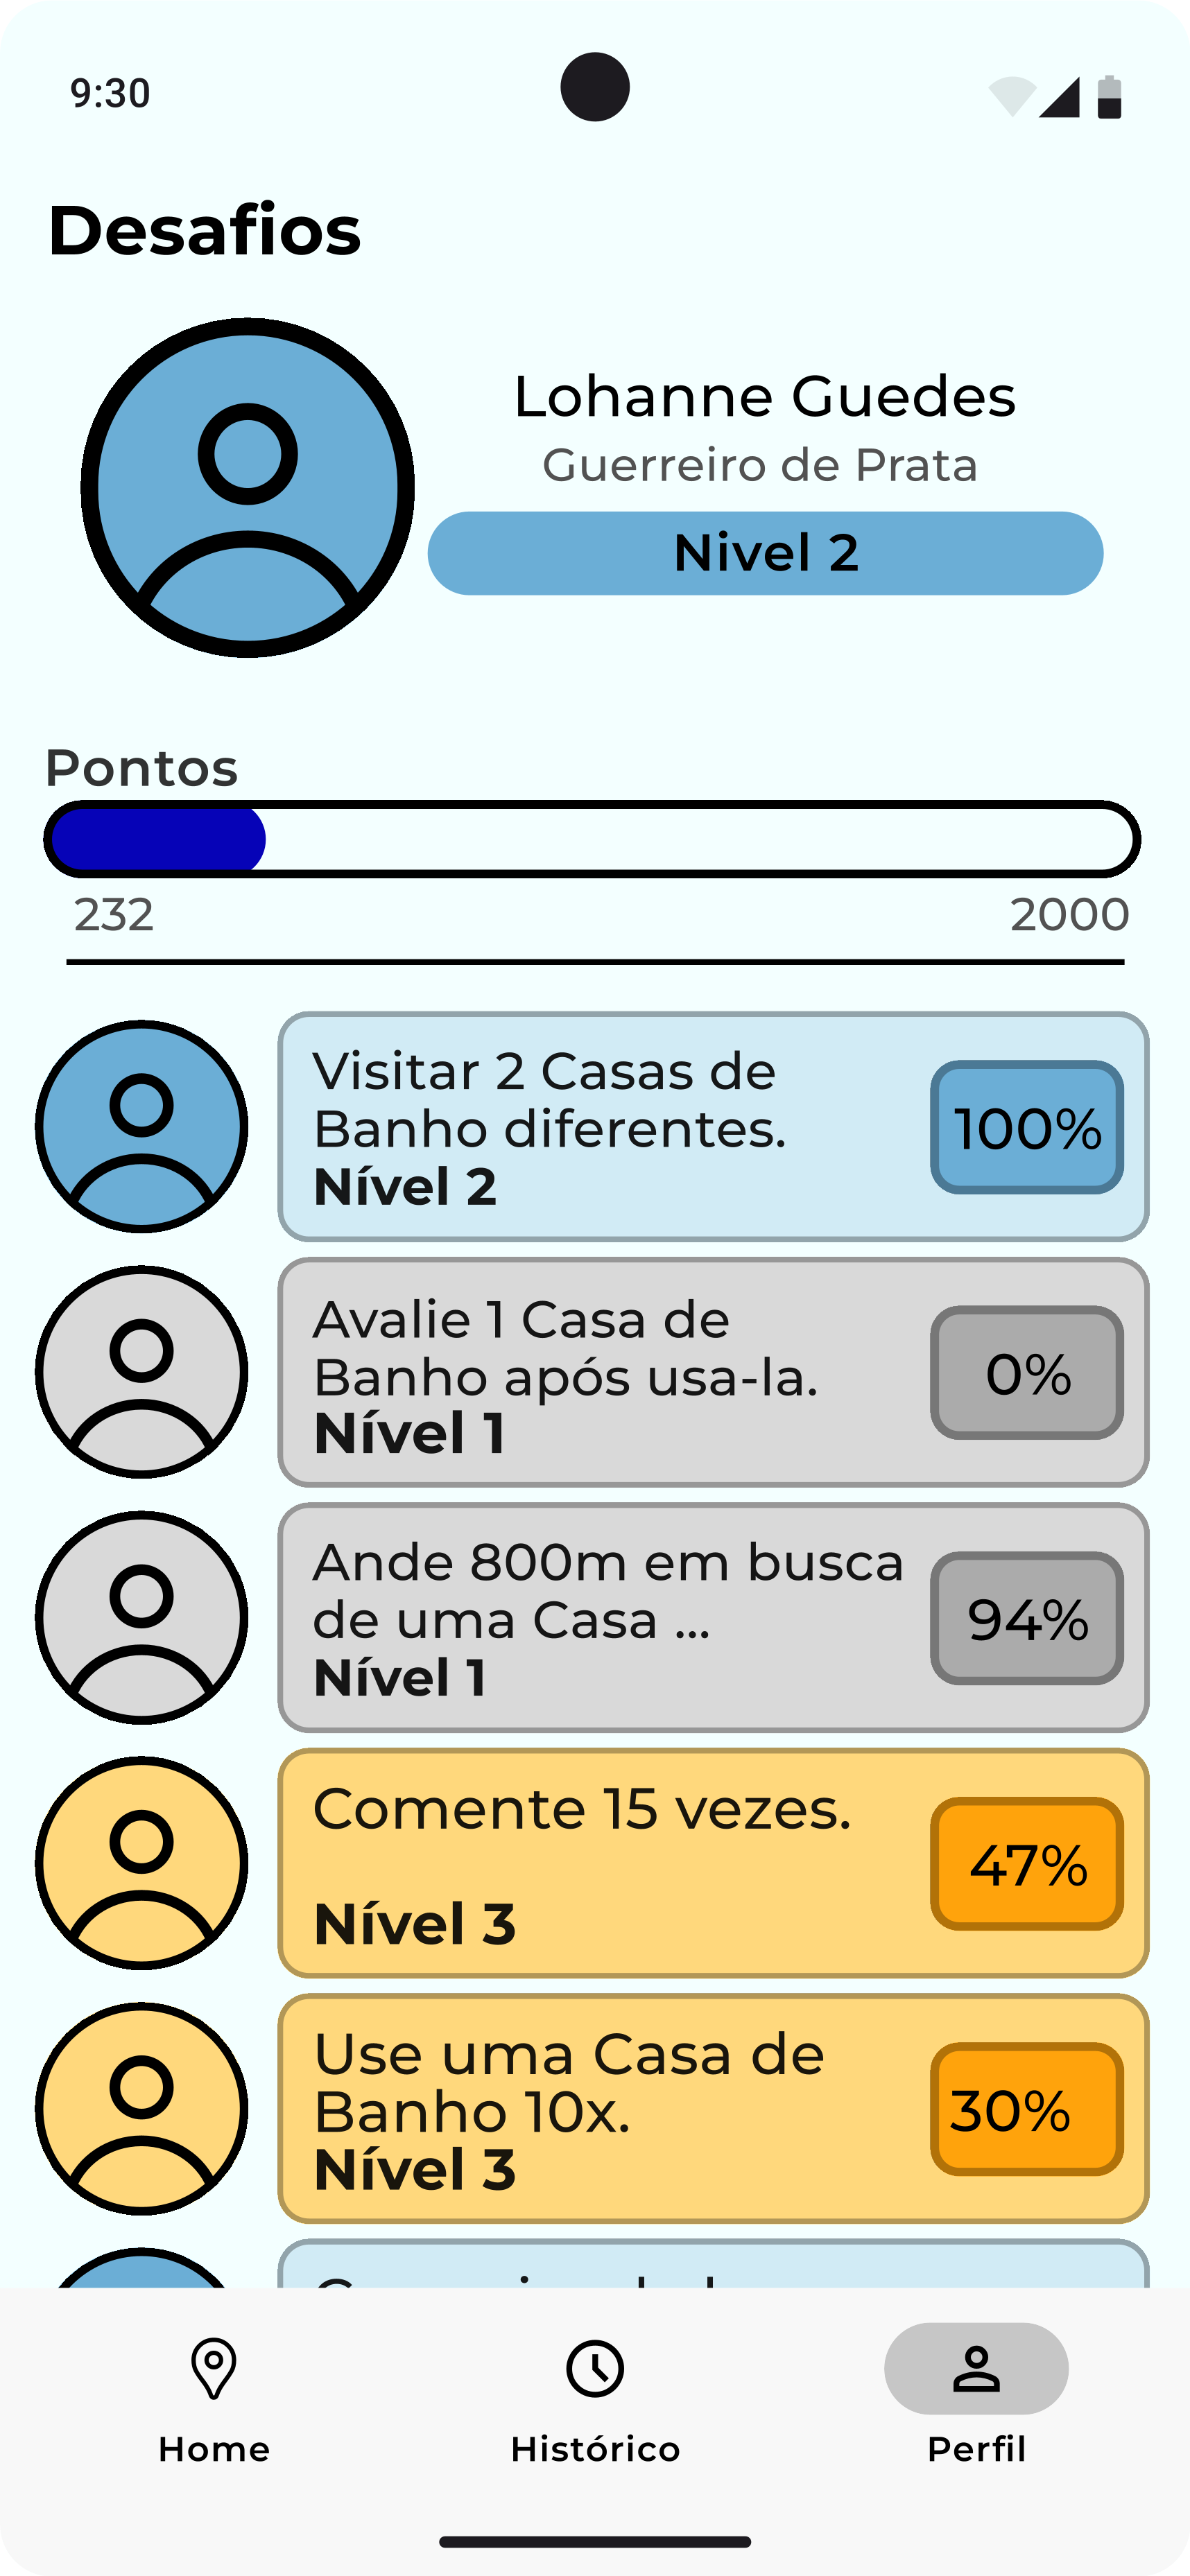 9:30
Desafios
Lohanne Guedes
Guerreiro de Prata
Nivel 2
Pontos
232
2000
Visitar 2 Casas de
Banho diferentes.
Nível 2
100%
Avalie 1 Casa de
Banho após usa-la.
Nível 1
0%
Ande 800m em busca
de uma Casa ...
Nível 1
94%
Comente 15 vezes.
Nível 3
47%
Use uma Casa de
Banho 10x.
Nível 3
30%
Home
Histórico
Perfil